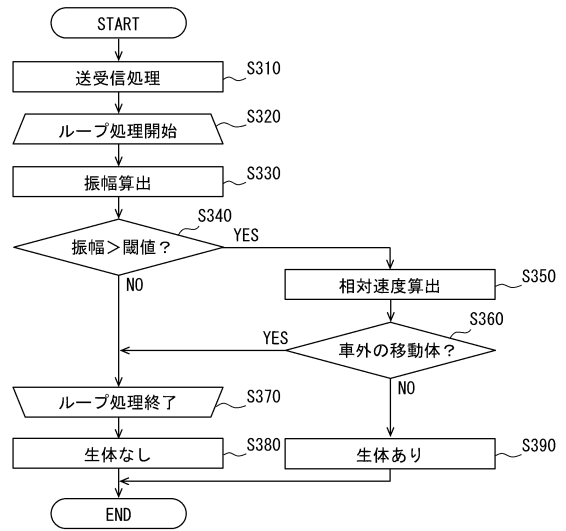 START
送受信処理
S310
ループ処理開始
S320
振幅算出
S330
振幅>閾値?
S340
YES
NO
相対速度算出
S350
車外の移動体?
S360
YES
NO
ループ処理終了
S370
生体なし
S380
生体あり
S390
END